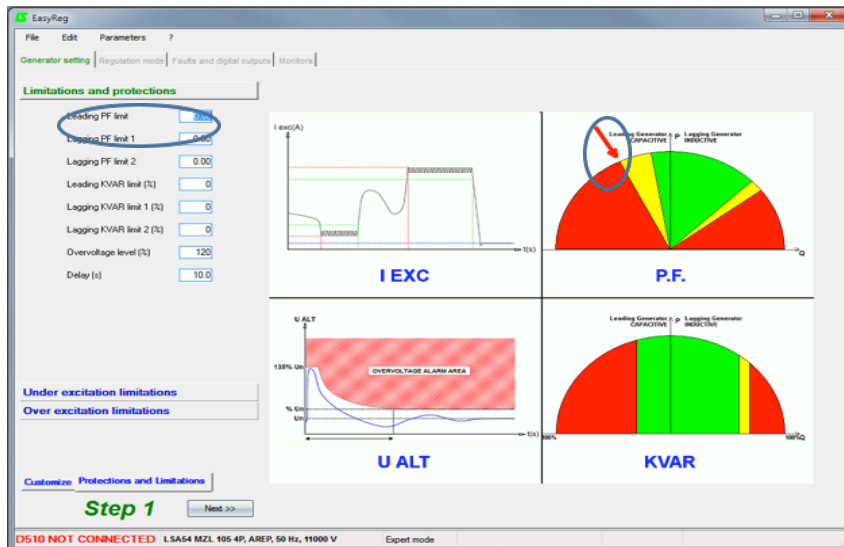 EasyReg
File Edit Parameters ?
Generator setting Regulation mode Faults and digital outputs Monitors
Limitations and protections
Leading PF limit
Lagging PF limit 1 0.00
Lagging PF limit 2 0.00
Leading KVAR limit (%) 0
Lagging KVAR limit 1 (%) 0
Lagging KVAR limit 2 (%) 0
Overvoltage level (%) 120
Delay (s) 10.0
Under excitation limitations
Over excitation limitations
Customize Protections and Limitations
Step 1 Next >>
I exc(A)
t(s)
I EXC
Leading Generator P Lagging Generator
CAPACITIVE INDUCTIVE
Q
P.F.
U ALT
135% Un
OVERVOLTAGE ALARM AREA
% Un
Un
t(s)
U ALT
Leading Generator P Lagging Generator
CAPACITIVE INDUCTIVE
100% 100%Q
KVAR
D510 NOT CONNECTED LSA54 MZL 105 4P, AREP, 50 Hz, 11000 V Expert mode